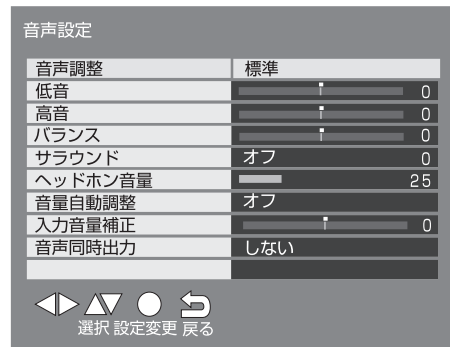 音声設定
音声調整 標準
低音 0
高音 0
バランス 0
サラウンド オフ 0
ヘッドホン音量 25
音量自動調整 オフ
入力音量補正 0
音声同時出力 しない
選択 設定変更 戻る